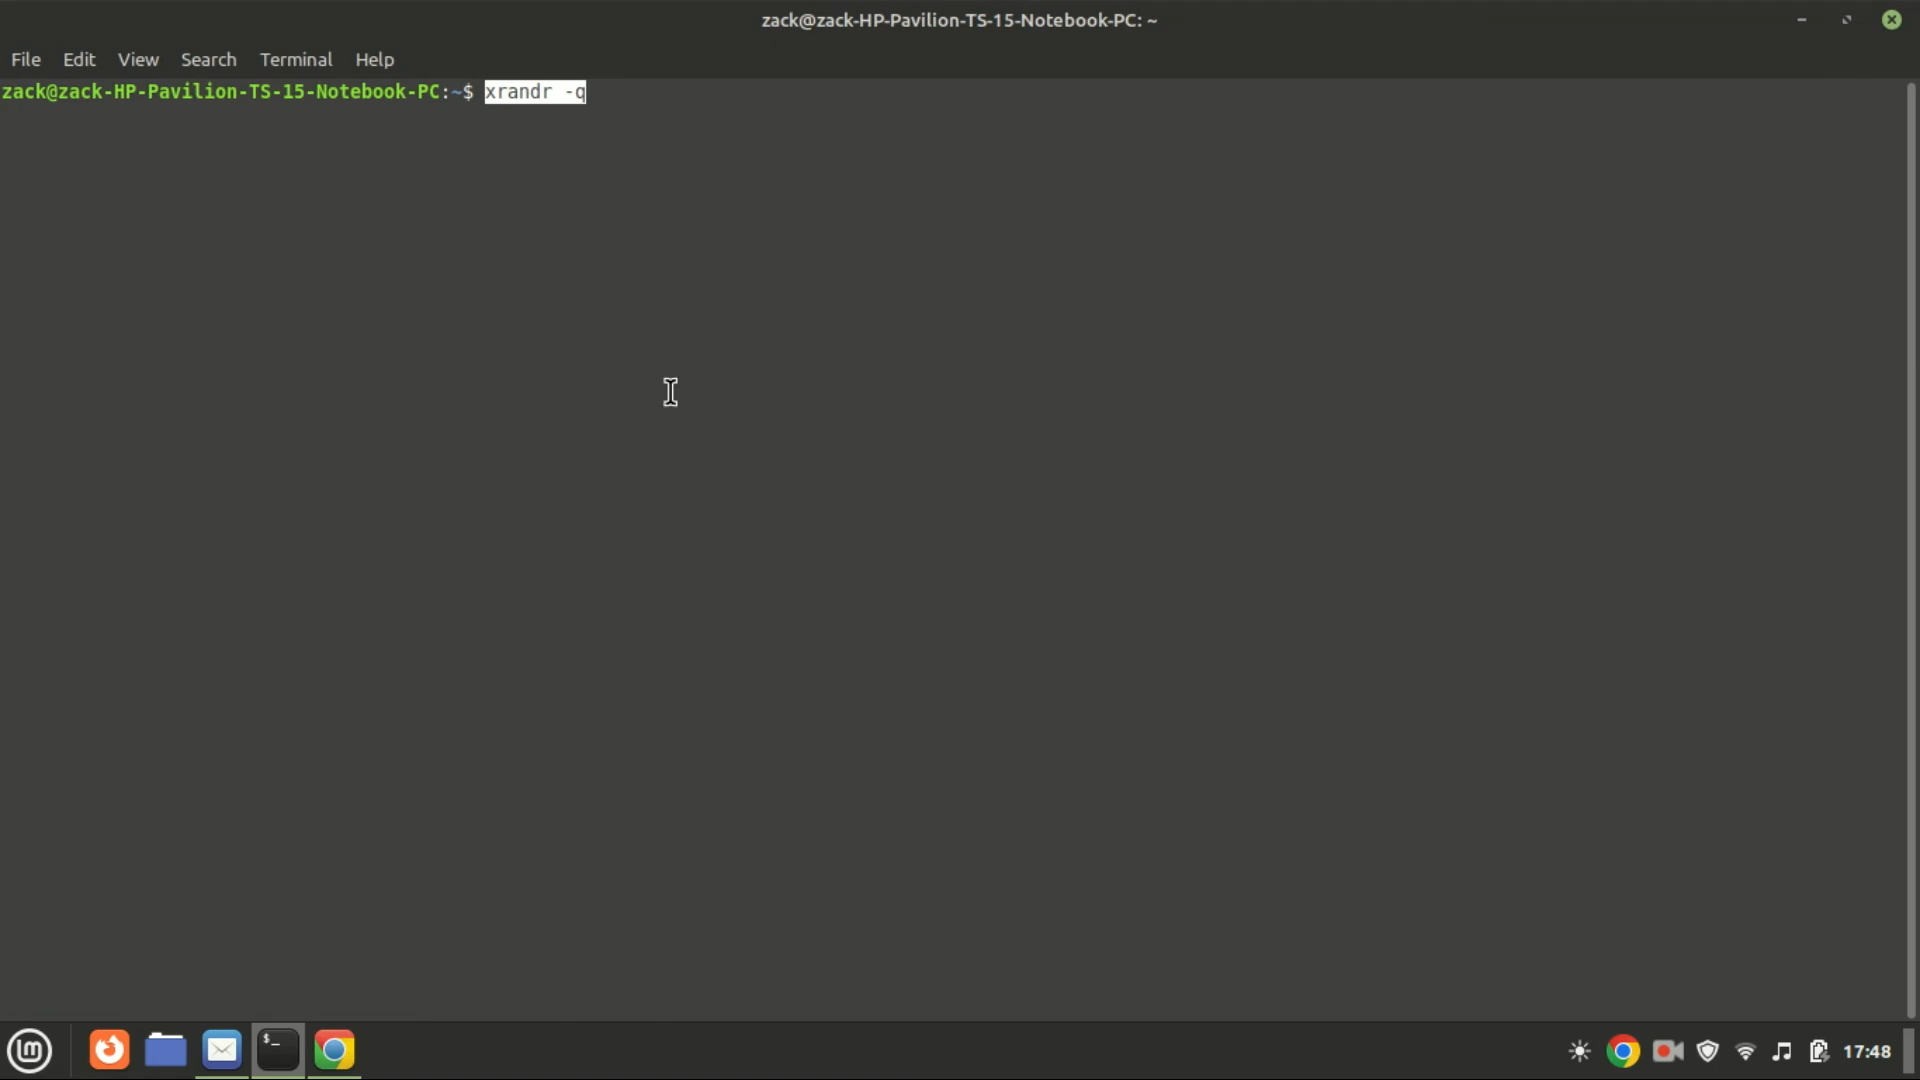 zack@zack-HP-Pavilion-TS-15-Notebook-PC: ~
File Edit View Search Terminal Help
zack@zack-HP-Pavilion-TS-15-Notebook-PC:~$ xrandr -q
$_
17:48